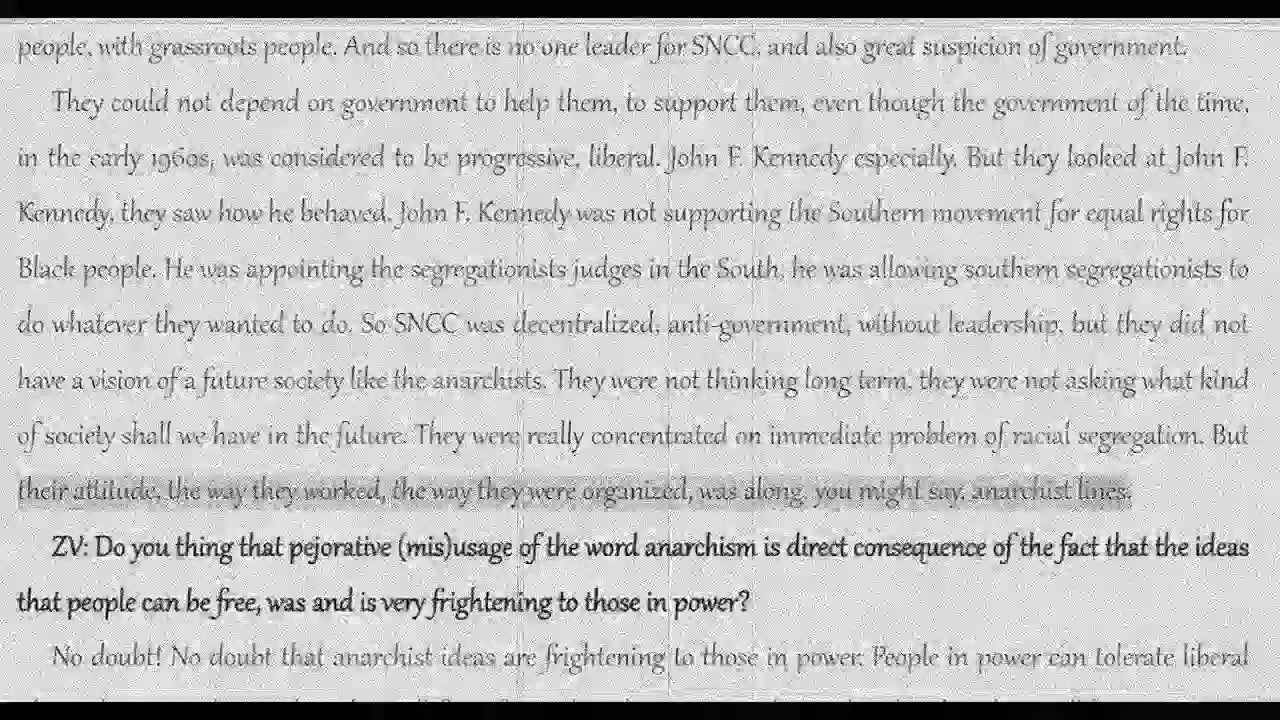 people, with grassroots people. And so there is no one leader for SNCC, and also great suspicion of government.
They could not depend on government to help them, to support them, even though the government of the time,
in the early 1960s, was considered to be progressive, liberal. John F. Kennedy especially. But they looked at John F.
Kennedy, they saw how he behaved. John F. Kennedy was not supporting the Southern movement for equal rights for
Black people. He was appointing the segregationists judges in the South, he was allowing southern segregationists to
do whatever they wanted to do. So SNCC was decentralized, anti-government, without leadership, but they did not
have a vision of a future society like the anarchists. They were not thinking long term, they were not asking what kind
of society shall we have in the future. They were really concentrated on immediate problem of racial segregation. But
their attitude, the way they worked, the way they were organized, was along, you might say, anarchist lines.
ZV: Do you thing that pejorative (mis)usage of the word anarchism is direct consequence of the fact that the ideas
that people can be free, was and is very frightening to those in power?
No doubt! No doubt that anarchist ideas are frightening to those in power. People in power can tolerate liberal